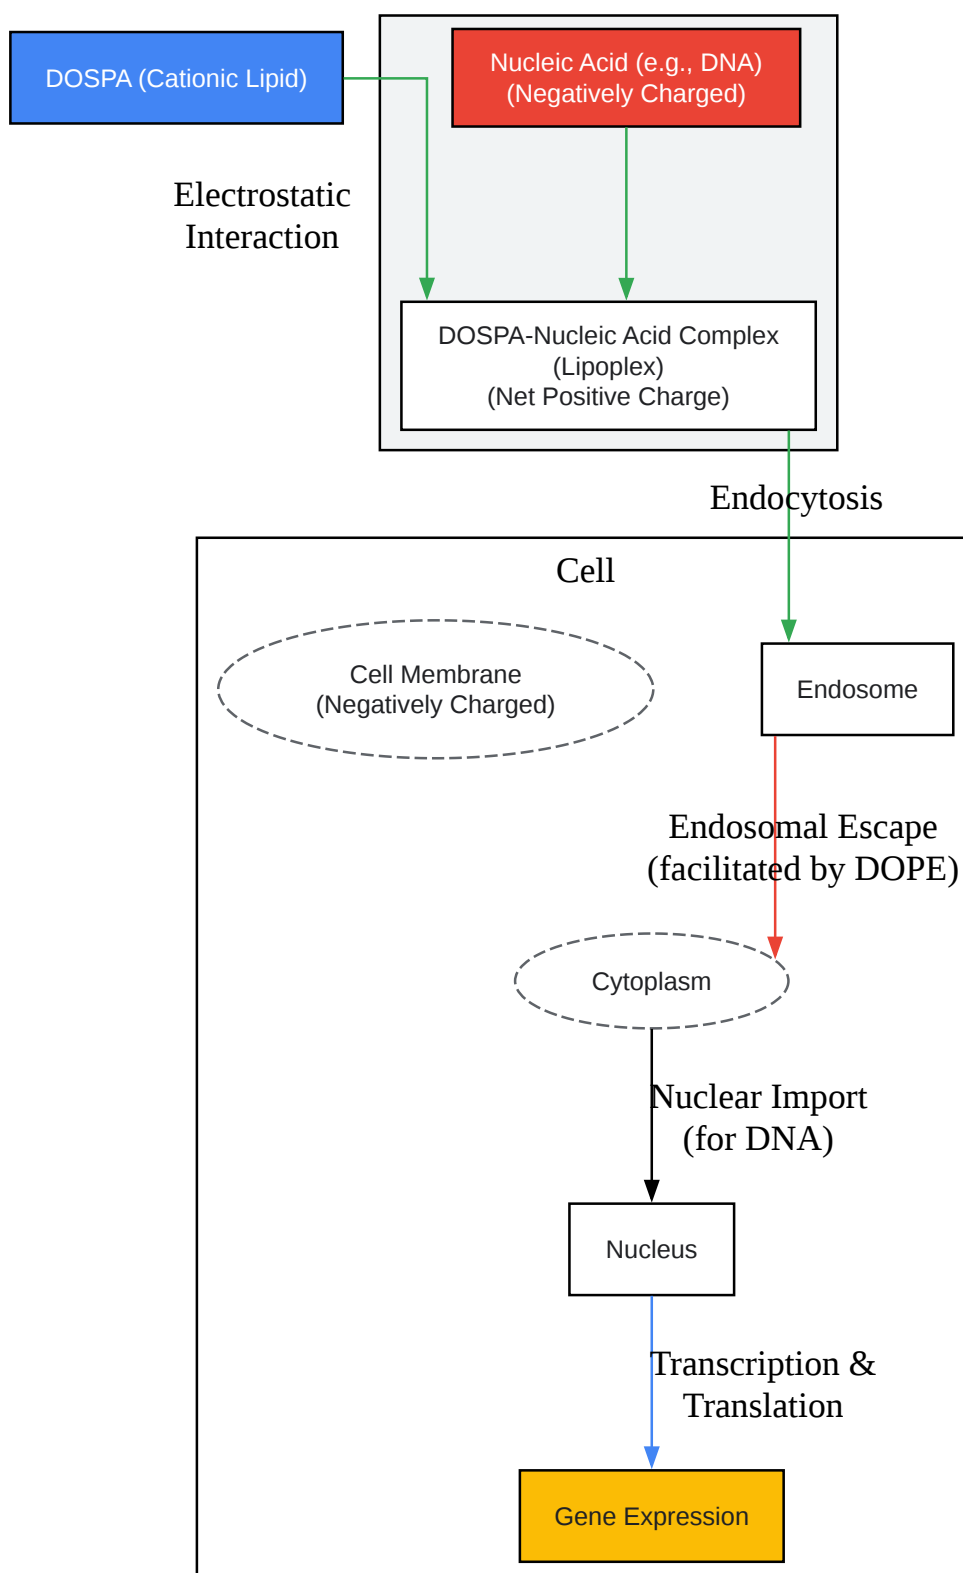 DOSPA (Cationic Lipid)
Nucleic Acid (e.g., DNA)
(Negatively Charged)
Electrostatic
Interaction
DOSPA-Nucleic Acid Complex
(Lipoplex)
(Net Positive Charge)
Endocytosis
Cell
Cell Membrane
(Negatively Charged)
Endosome
Endosomal Escape
(facilitated by DOPE)
Cytoplasm
Nuclear Import
(for DNA)
Nucleus
Transcription &
Translation
Gene Expression